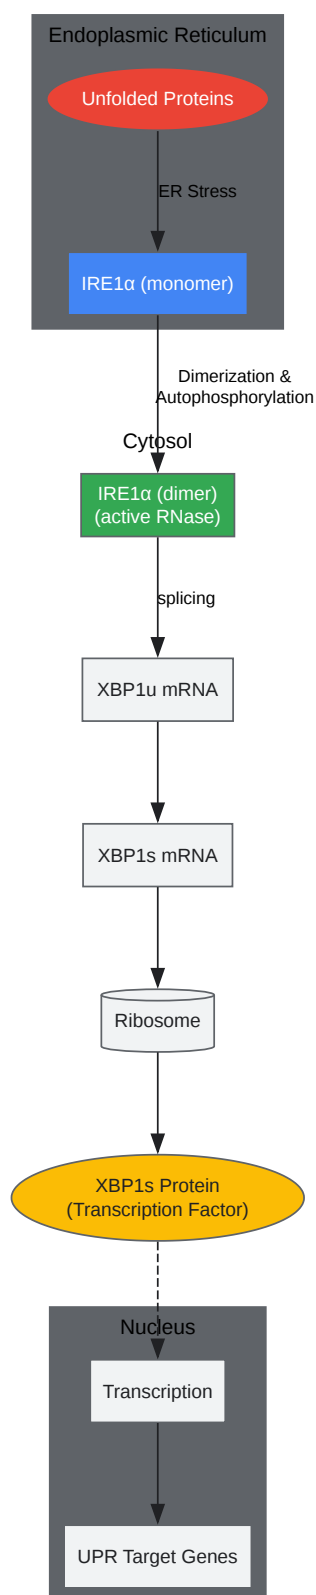 Endoplasmic Reticulum
Unfolded Proteins
ER Stress
IRE1α (monomer)
Dimerization &
Autophosphorylation
Cytosol
IRE1α (dimer)
(active RNase)
splicing
XBP1u mRNA
XBP1s mRNA
Ribosome
XBP1s Protein
(Transcription Factor)
Nucleus
Transcription
UPR Target Genes